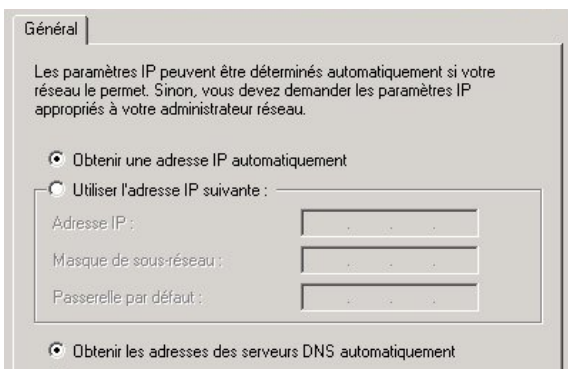 Général
Les paramètres IP peuvent être déterminés automatiquement si votre
réseau le permet. Sinon, vous devez demander les paramètres IP
appropriés à votre administrateur réseau.
Obtenir une adresse IP automatiquement
Utiliser l'adresse IP suivante :
Adresse IP :
Masque de sous-réseau :
Passerelle par défaut :
Obtenir les adresses des serveurs DNS automatiquement